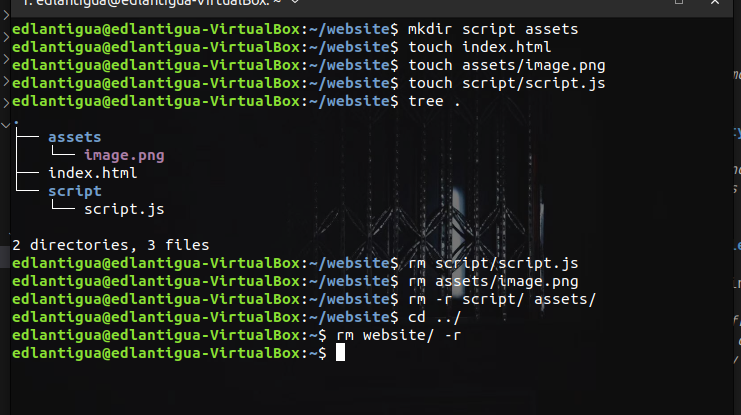 edlantigua@edlantigua-VirtualBox: ~
edlantigua@edlantigua-VirtualBox:~/website$ mkdir script assets
edlantigua@edlantigua-VirtualBox:~/website$ touch index.html
edlantigua@edlantigua-VirtualBox:~/website$ touch assets/image.png
edlantigua@edlantigua-VirtualBox:~/website$ touch script/script.js
edlantigua@edlantigua-VirtualBox:~/website$ tree .
.
├── assets
│   └── image.png
├── index.html
└── script
    └── script.js
2 directories, 3 files
edlantigua@edlantigua-VirtualBox:~/website$ rm script/script.js
edlantigua@edlantigua-VirtualBox:~/website$ rm assets/image.png
edlantigua@edlantigua-VirtualBox:~/website$ rm -r script/ assets/
edlantigua@edlantigua-VirtualBox:~/website$ cd ../
edlantigua@edlantigua-VirtualBox:~$ rm website/ -r
edlantigua@edlantigua-VirtualBox:~$